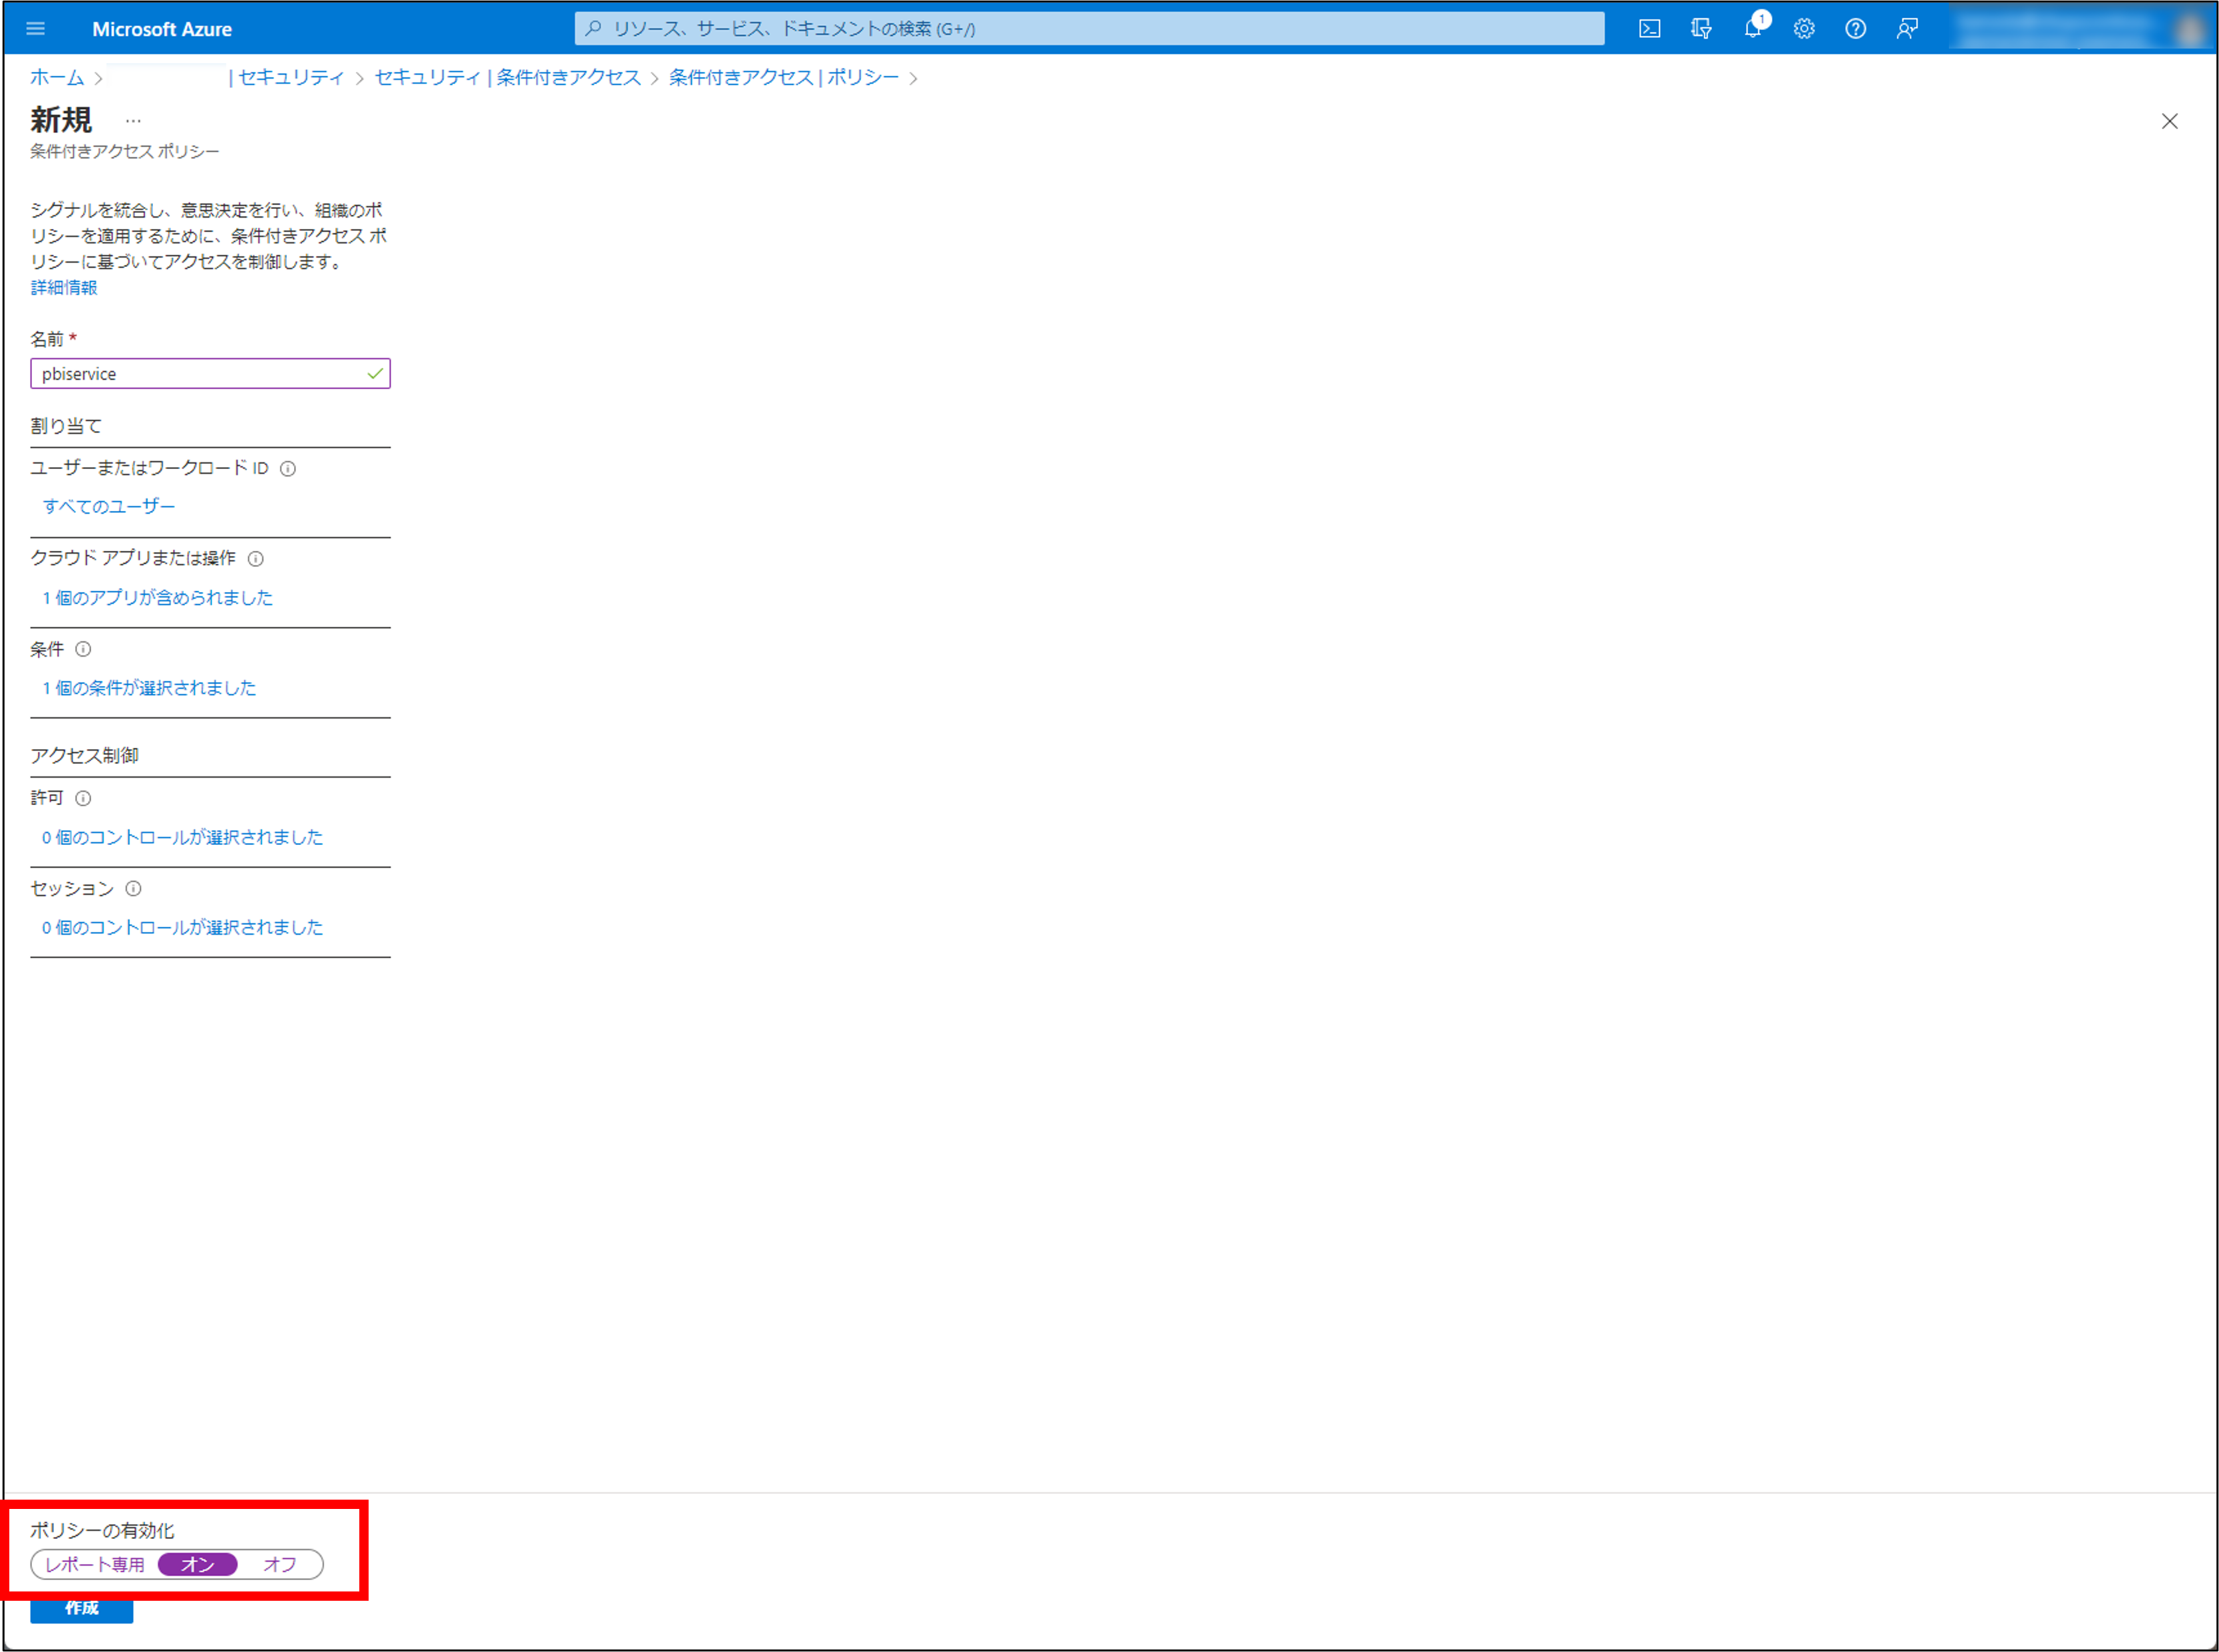 Microsoft Azure
リソース、サービス、ドキュメントの検索 (G+/)
1
ホーム > | セキュリティ > セキュリティ | 条件付きアクセス > 条件付きアクセス | ポリシー >
新規 …
条件付きアクセス ポリシー
シグナルを統合し、意思決定を行い、組織のポ
リシーを適用するために、条件付きアクセス ポ
リシーに基づいてアクセスを制御します。
詳細情報
名前 *
pbiservice
割り当て
ユーザーまたはワークロード ID
すべてのユーザー
クラウド アプリまたは操作
1 個のアプリが含められました
条件
1 個の条件が選択されました
アクセス制御
許可
0 個のコントロールが選択されました
セッション
0 個のコントロールが選択されました
ポリシーの有効化
レポート専用 オン オフ
作成